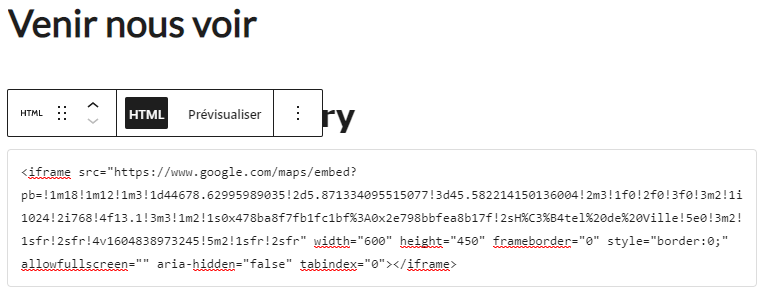 Venir nous voir
ry
HTML HTML Prévisualiser
<iframe src="https://www.google.com/maps/embed?
pb=!1m18!1m12!1m3!1d44678.62995989035!2d5.871334095515077!3d45.582214150136004!2m3!1f0!2f0!3f0!3m2!1i
1024!2i768!4f13.1!3m3!1m2!1s0x478ba8f7fb1fc1bf%3A0x2e798bbfea8b17f!2sH%C3%B4tel%20de%20Ville!5e0!3m2!
1sfr!2sfr!4v1604838973245!5m2!1sfr!2sfr" width="600" height="450" frameborder="0" style="border:0;"
allowfullscreen="" aria-hidden="false" tabindex="0"></iframe>